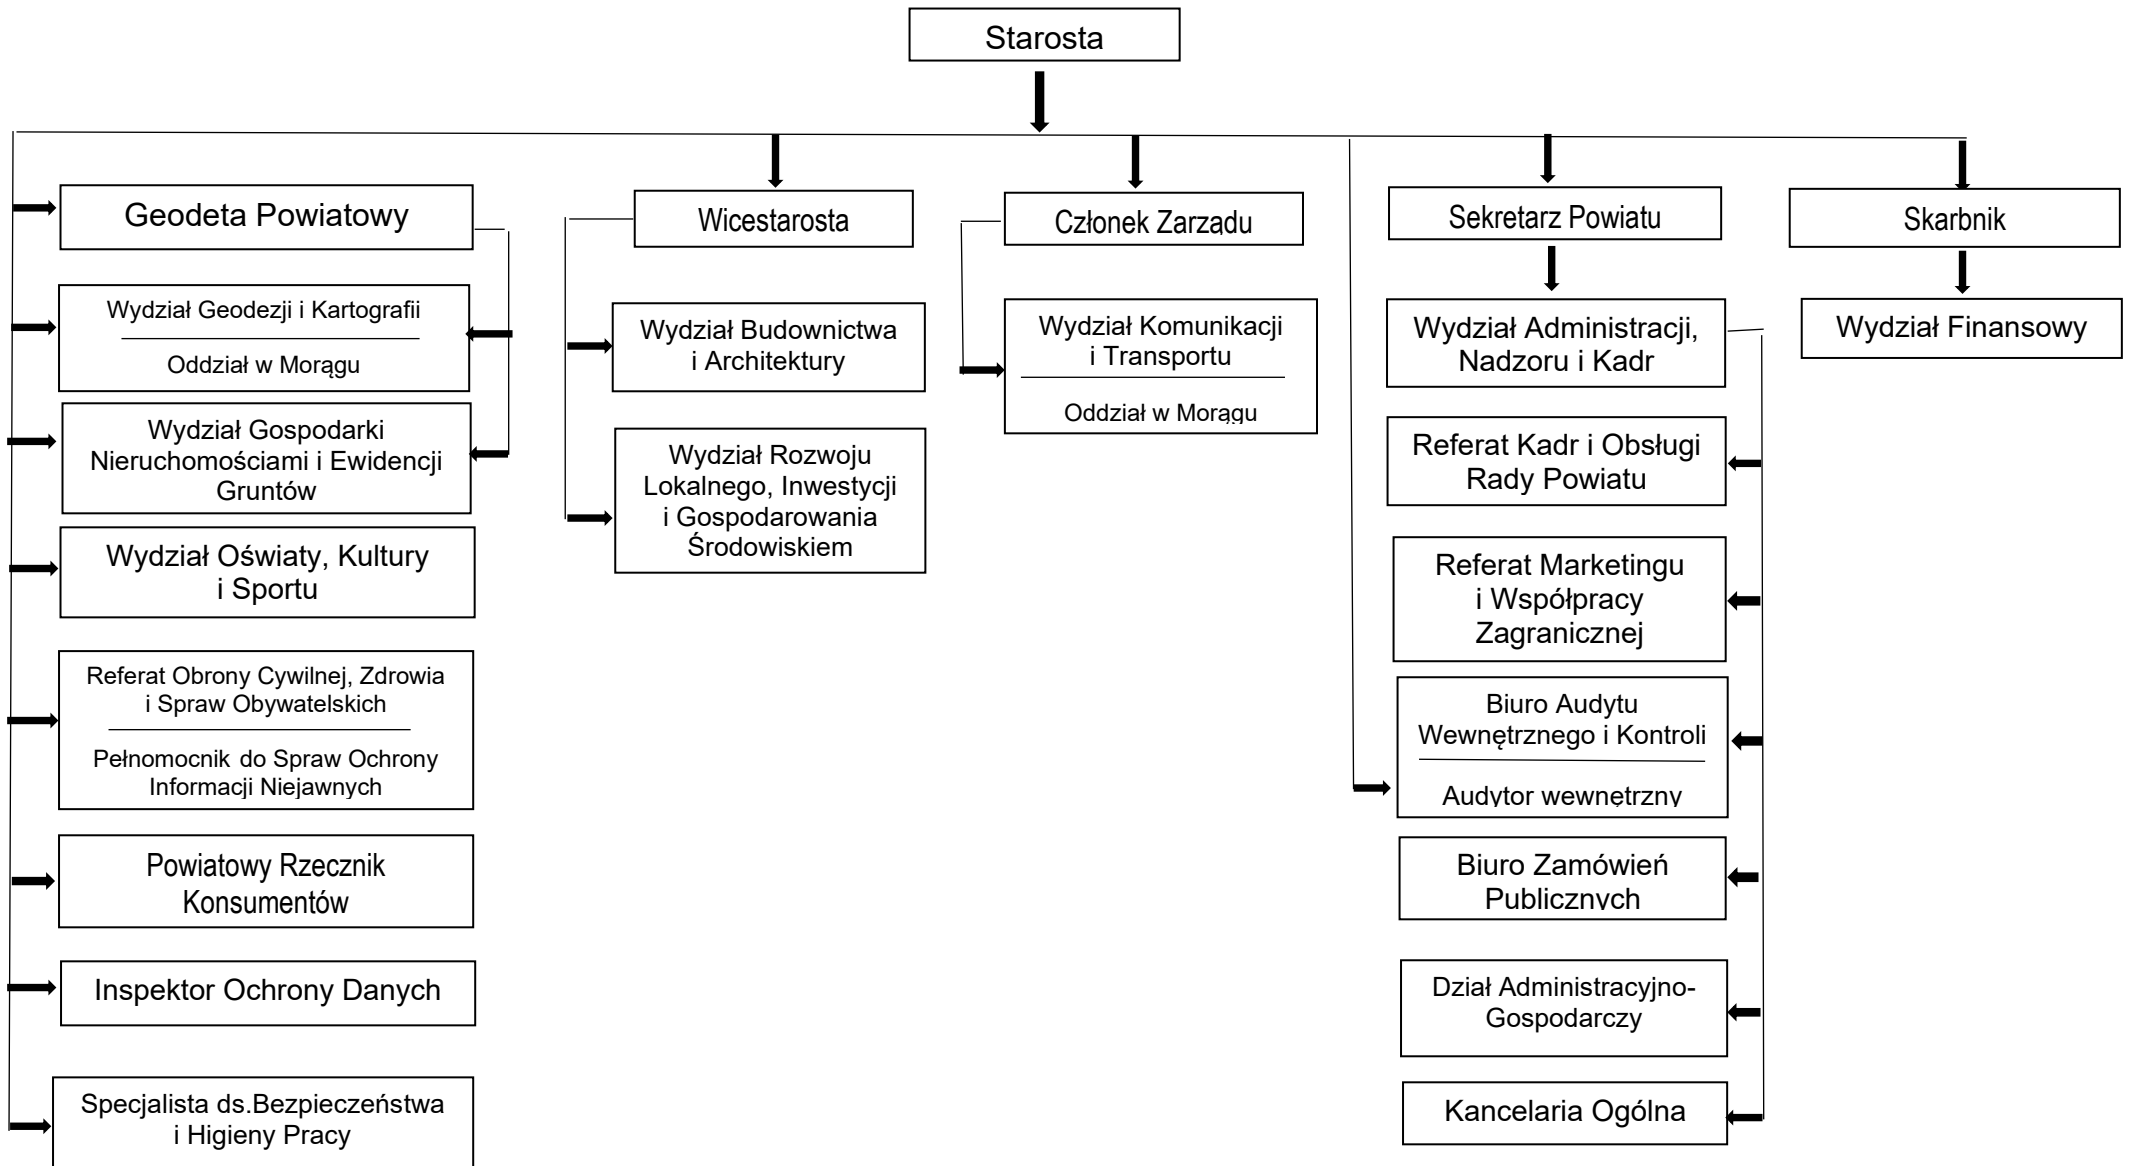 Starosta
Geodeta Powiatowy
Wydział Geodezji i Kartografii
Oddział w Morągu
Wydział Gospodarki
Nieruchomościami i Ewidencji
Gruntów
Wydział Oświaty, Kultury
i Sportu
Referat Obrony Cywilnej, Zdrowia
i Spraw Obywatelskich
Pełnomocnik do Spraw Ochrony
Informacji Niejawnych
Powiatowy Rzecznik
Konsumentów
Inspektor Ochrony Danych
Specjalista ds.Bezpieczeństwa
i Higieny Pracy
Wicestarosta
Wydział Budownictwa
i Architektury
Wydział Rozwoju
Lokalnego, Inwestycji
i Gospodarowania
Środowiskiem
Członek Zarządu
Wydział Komunikacji
i Transportu
Oddział w Morągu
Sekretarz Powiatu
Wydział Administracji,
Nadzoru i Kadr
Referat Kadr i Obsługi
Rady Powiatu
Referat Marketingu
i Współpracy
Zagranicznej
Biuro Audytu
Wewnętrznego i Kontroli
Audytor wewnętrzny
Biuro Zamówień
Publicznych
Dział Administracyjno-
Gospodarczy
Kancelaria Ogólna
Skarbnik
Wydział Finansowy